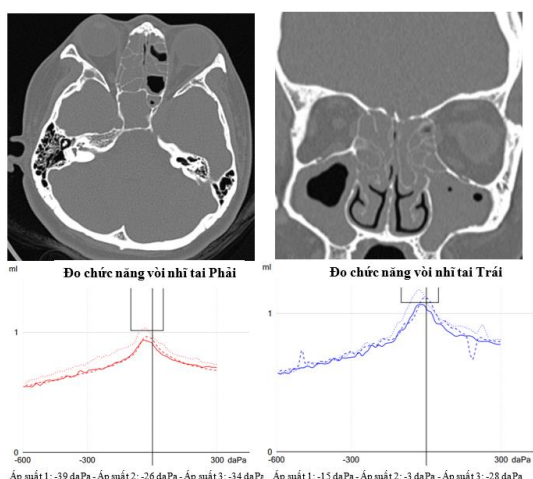 Đo chức năng vòi nhĩ tai Phải
ml
1
0
-600
-300
0
300
daPa
Áp suất 1: -39 daPa - Áp suất 2: -26 daPa - Áp suất 3: -34 daPa
Đo chức năng vòi nhĩ tai Trái
ml
1
0
-600
-300
0
300
daPa
Áp suất 1: -15 daPa - Áp suất 2: -3 daPa - Áp suất 3: -28 daPa